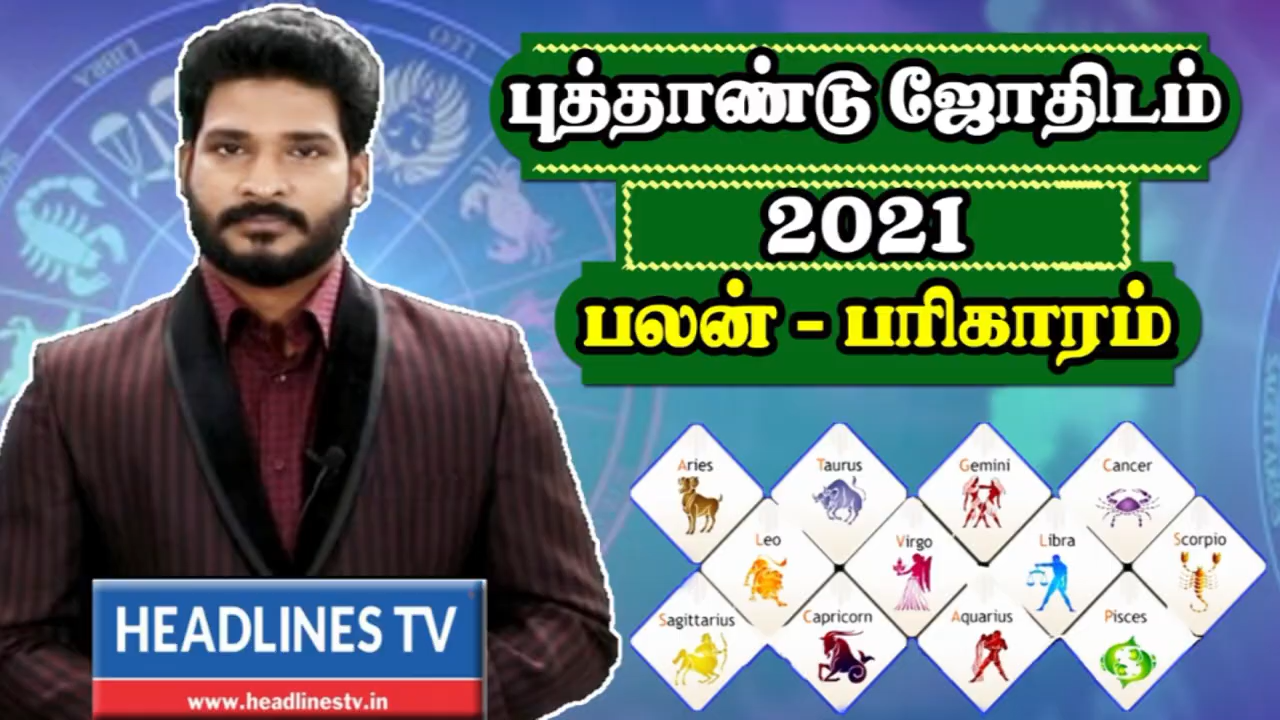 புத்தாண்டு ஜோதிடம்
2021
பலன் - பரிகாரம்
Aries
Taurus
Gemini
Cancer
Leo
Virgo
Libra
Scorpio
Sagittarius
Capricorn
Aquarius
Pisces
HEADLINES TV
www.headlinestv.in
LIBRA